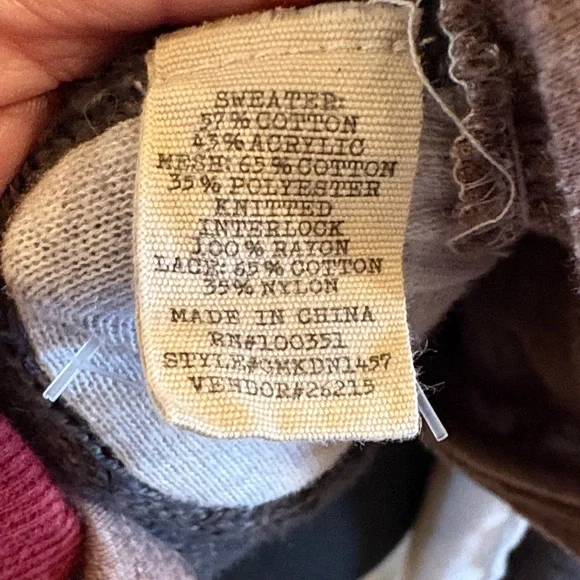 SWEATER:
57% COTTON
43% ACRYLIC
MESH: 65% COTTON
35% POLYESTER
KNITTED
INTERLOCK
100% RAYON
LACE: 65% COTTON
35% NYLON
MADE IN CHINA
RN#100351
STYLE#GMKDN1457
VENDOR#26215